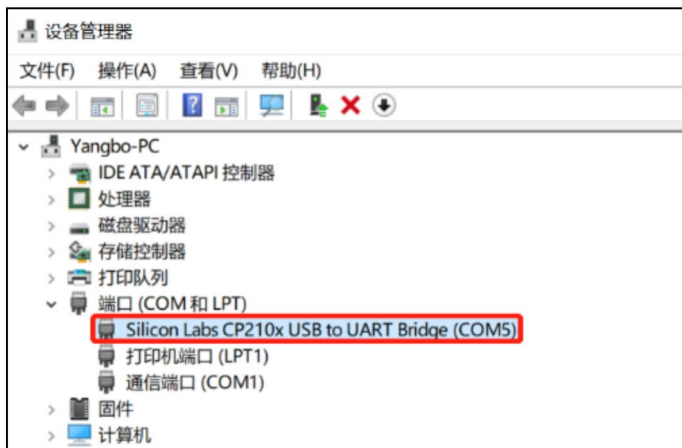 设备管理器
文件(F) 操作(A) 查看(V) 帮助(H)
Yangbo-PC
IDE ATA/ATAPI 控制器
处理器
磁盘驱动器
存储控制器
打印队列
端口 (COM 和 LPT)
Silicon Labs CP210x USB to UART Bridge (COM5)
打印机端口 (LPT1)
通信端口 (COM1)
固件
计算机